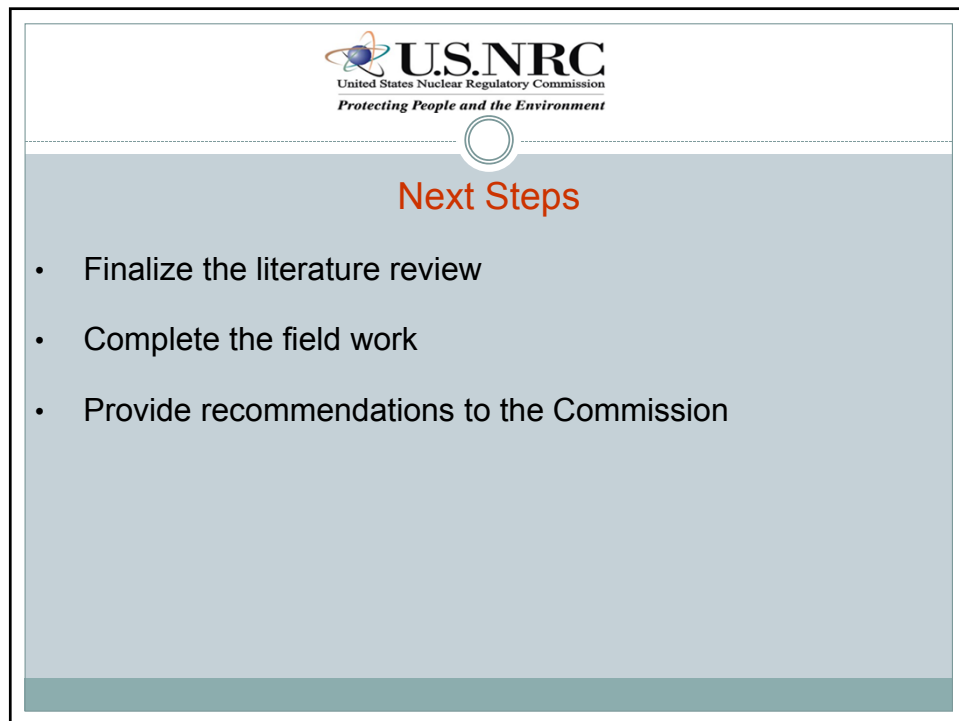 U.S.NRC
United States Nuclear Regulatory Commission
Protecting People and the Environment
Next Steps
• Finalize the literature review
• Complete the field work
• Provide recommendations to the Commission